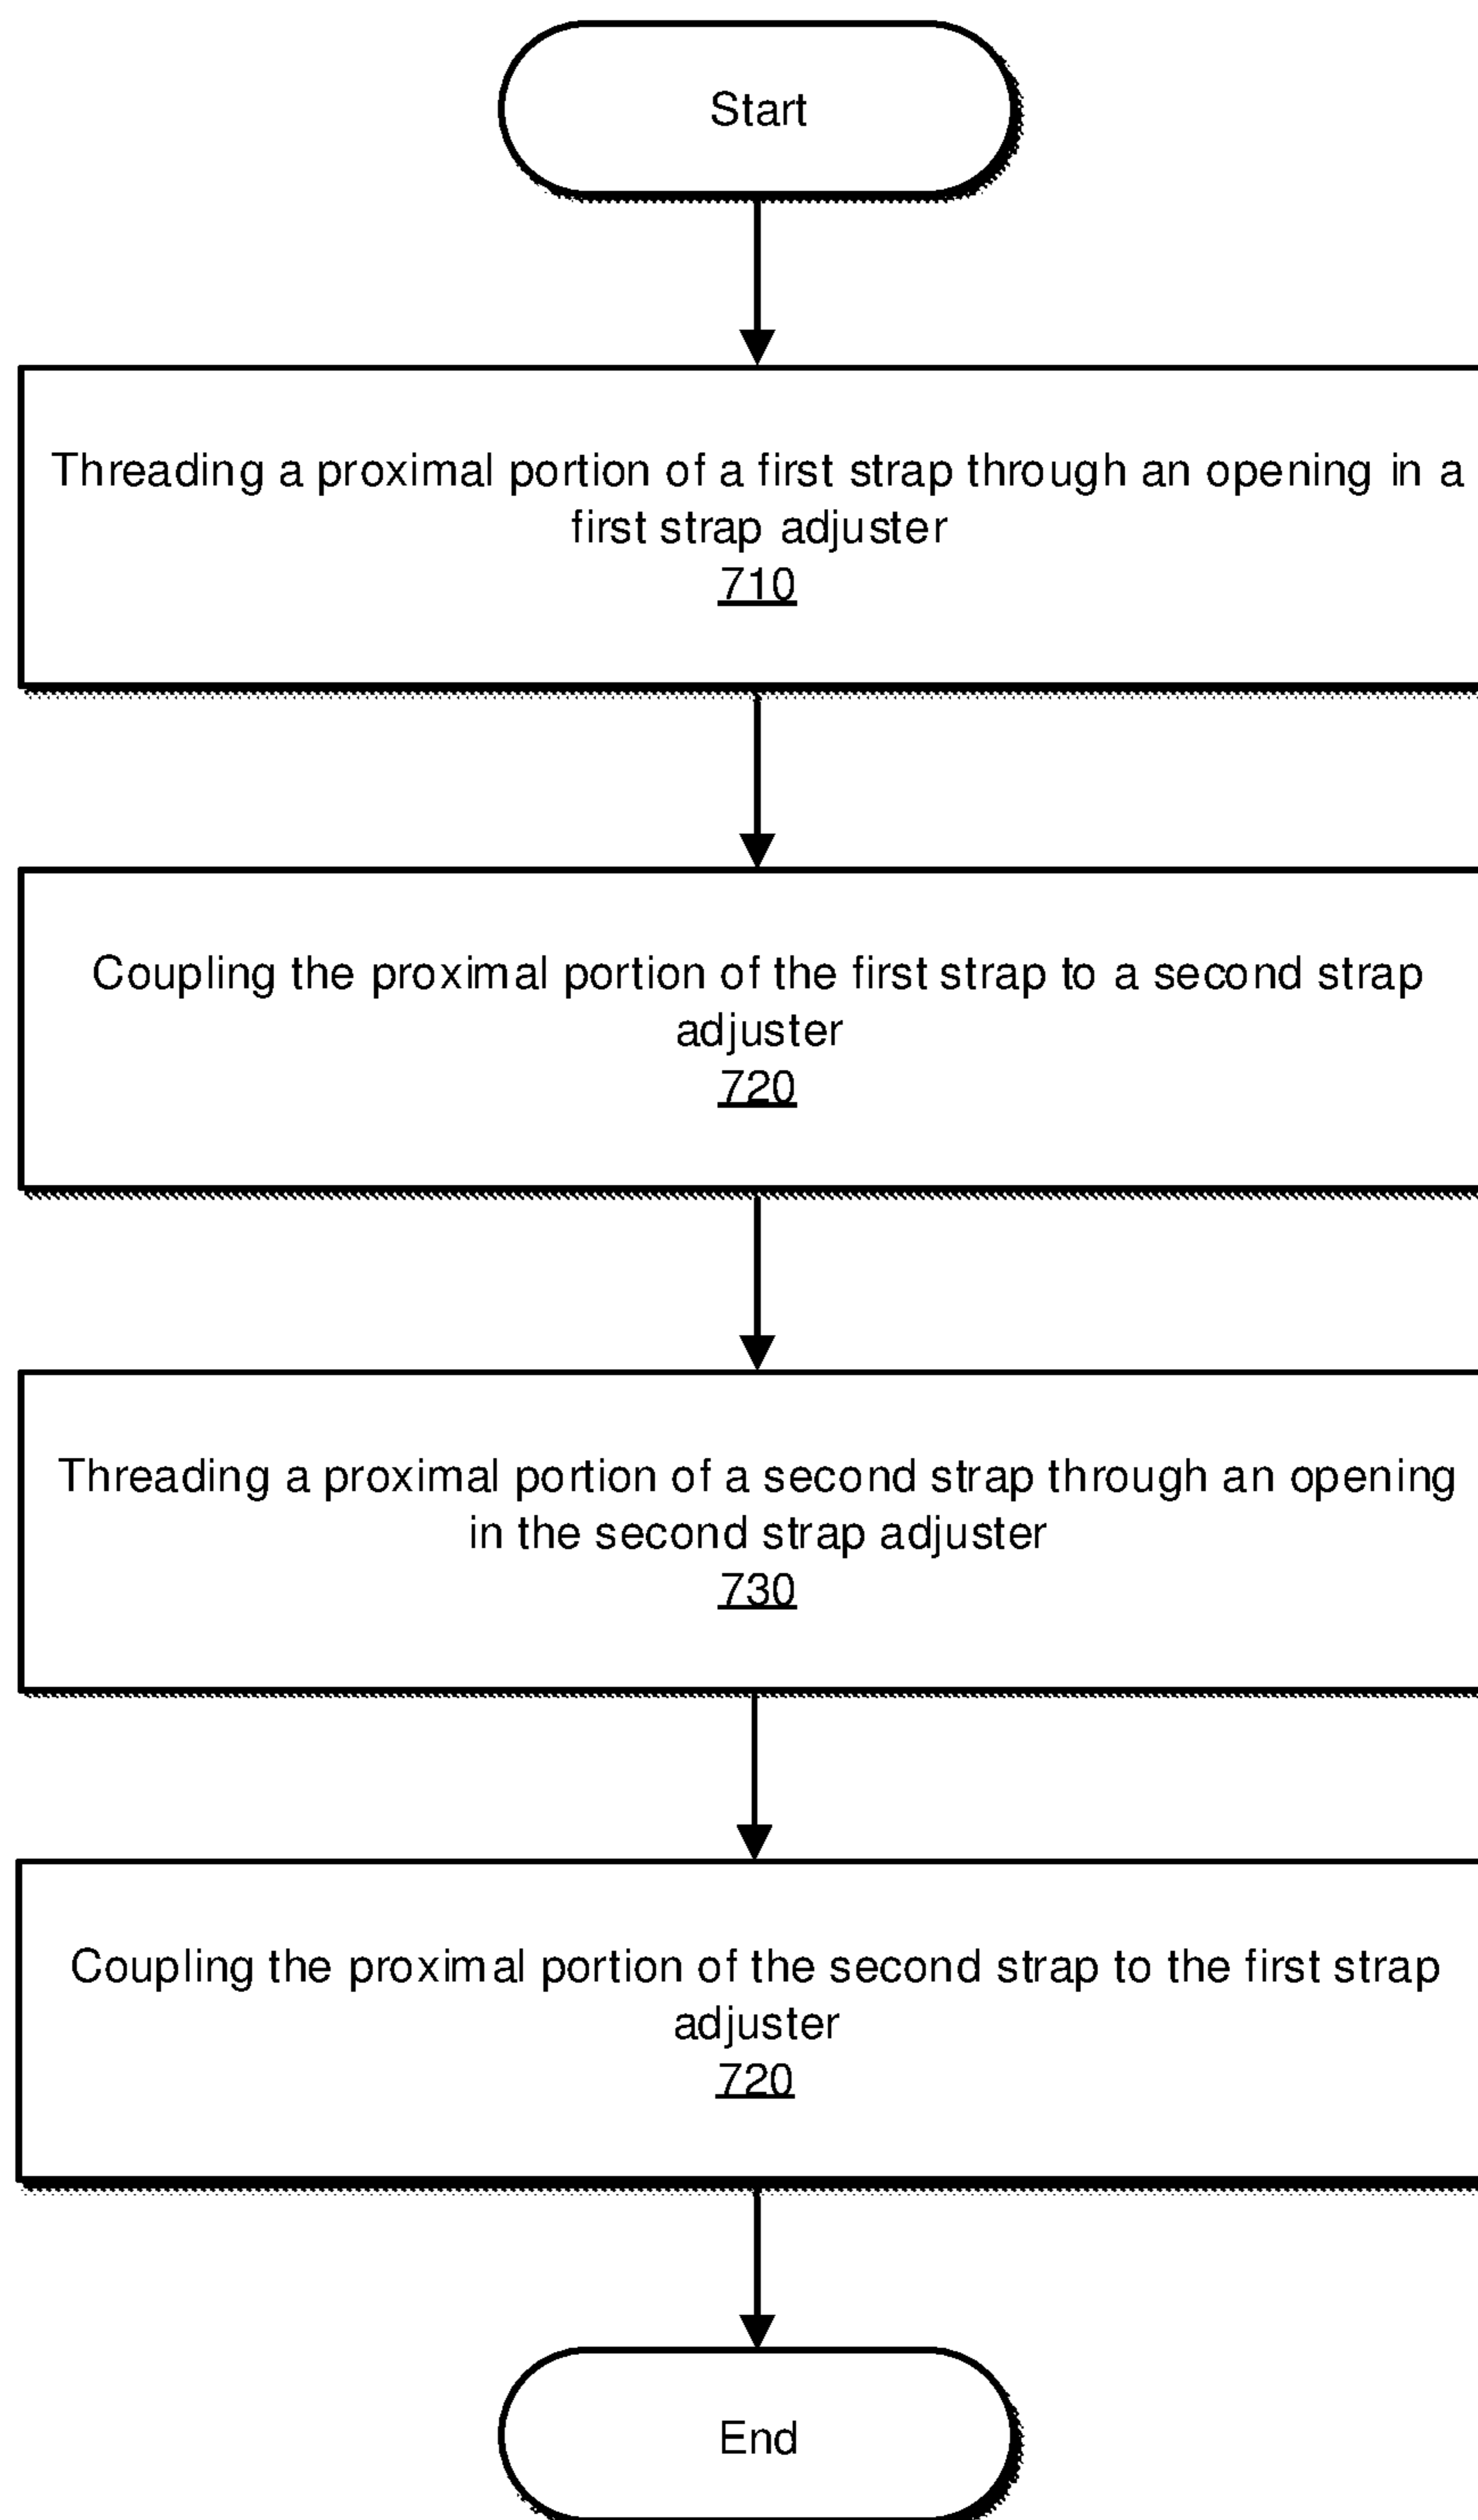 Start
Threading a proximal portion of a first strap through an opening in a
first strap adjuster
710
Coupling the proximal portion of the first strap to a second strap
adjuster
720
Threading a proximal portion of a second strap through an opening
in the second strap adjuster
730
Coupling the proximal portion of the second strap to the first strap
adjuster
720
End